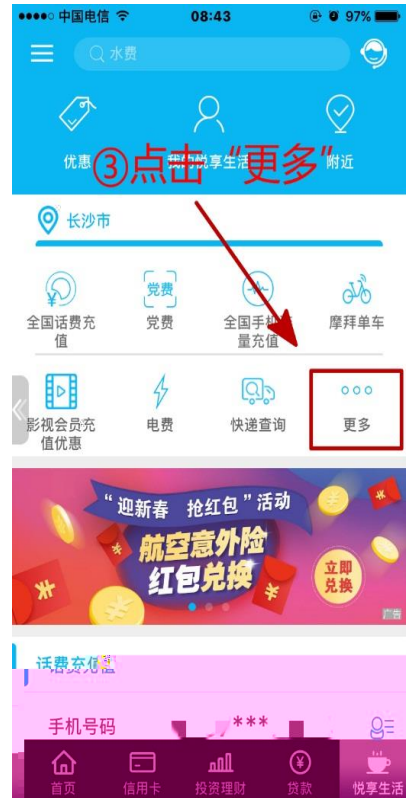 中国电信 08:43 97%
水费
优惠 我的悦享生活 附近
③点击“更多”
长沙市
全国话费充值 党费 全国手机 量充值 摩拜单车
影视会员充值优惠 电费 快递查询 更多
“迎新春 抢红包”活动
航空意外险
红包兑换
立即
兑换
广告
话费充值
手机号码 ***
首页 信用卡 投资理财 贷款 悦享生活